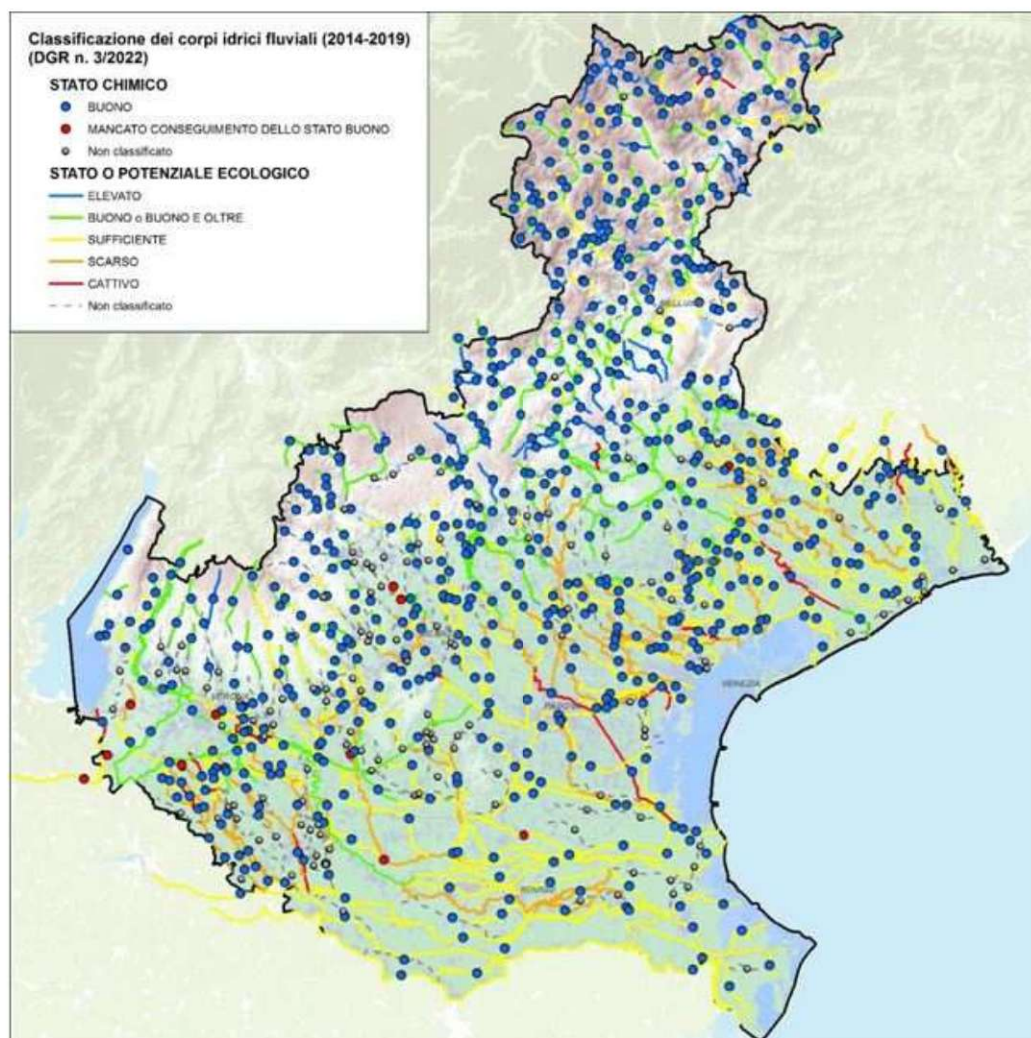 Classificazione dei corpi idrici fluviali (2014-2019)
(DGR n. 3/2022)
STATO CHIMICO
BUONO
MANCATO CONSEGUIMENTO DELLO STATO BUONO
Non classificato
STATO O POTENZIALE ECOLOGICO
ELEVATO
BUONO o BUONO E OLTRE
SUFFICIENTE
SCARSO
CATTIVO
Non classificato
VENEZIA